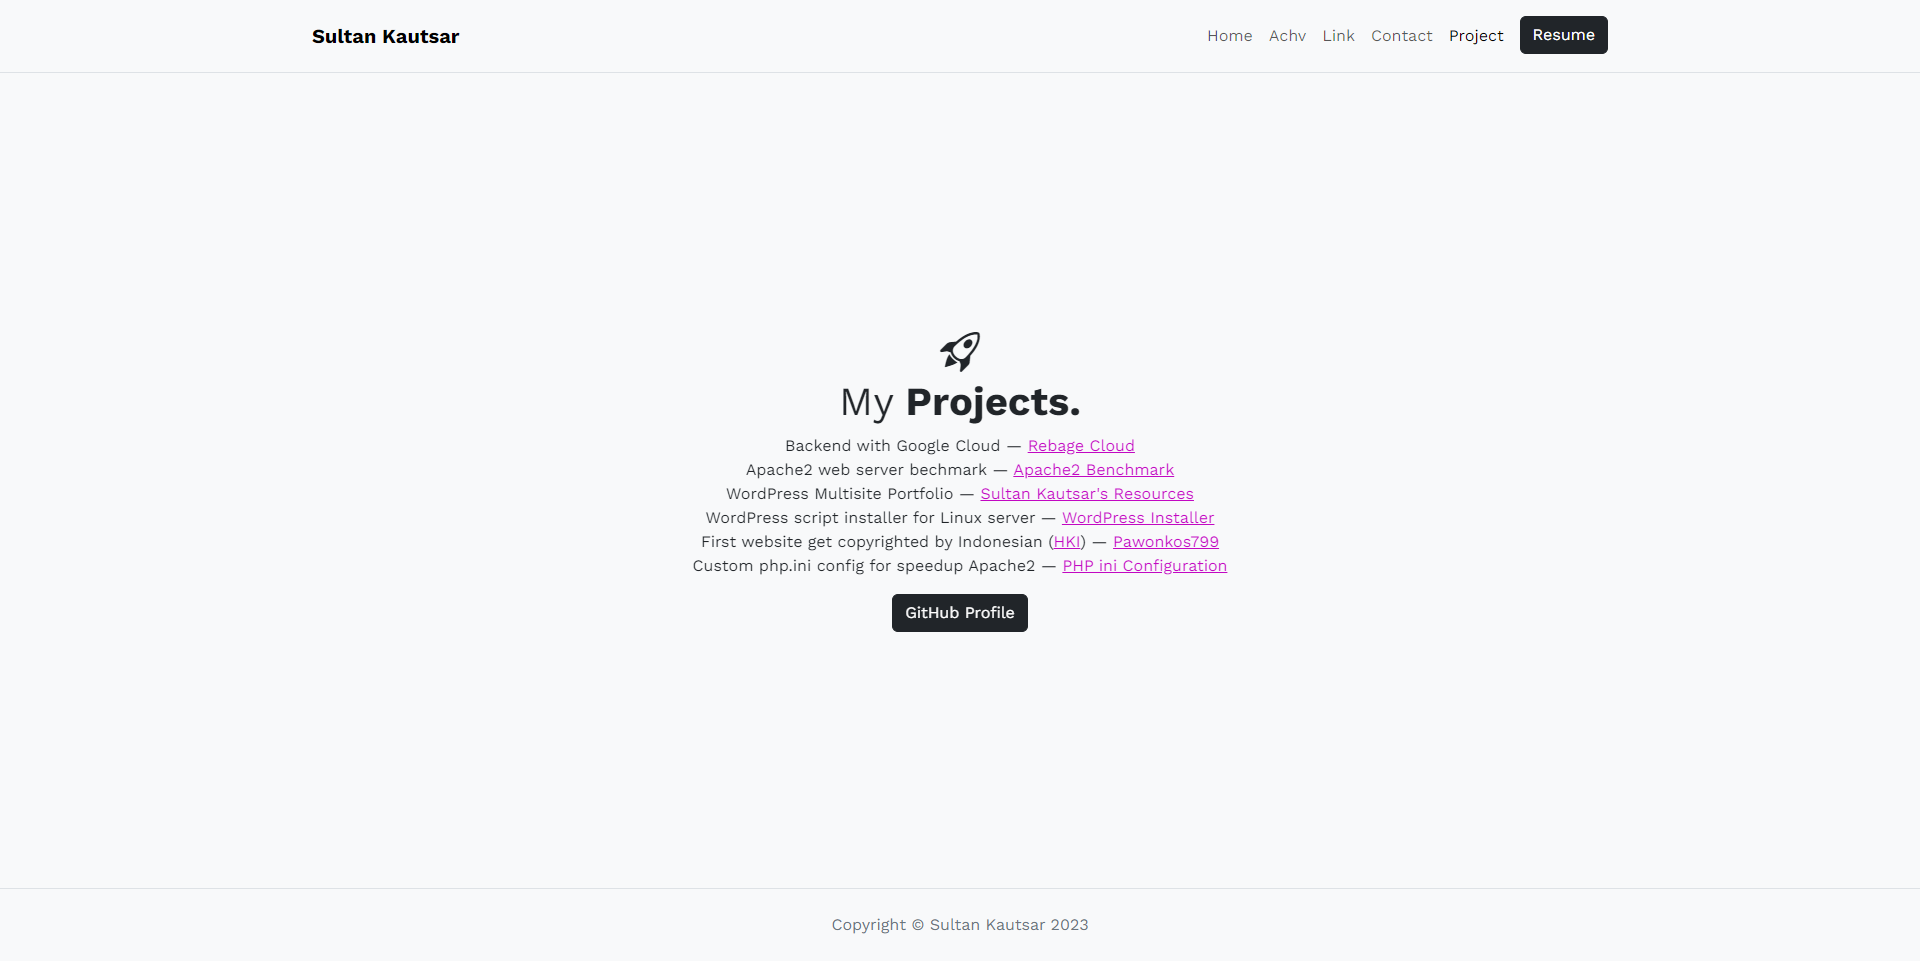 Sultan Kautsar
Home Achv Link Contact Project Resume
My Projects.
Backend with Google Cloud — Rebage Cloud
Apache2 web server bechmark — Apache2 Benchmark
WordPress Multisite Portfolio — Sultan Kautsar's Resources
WordPress script installer for Linux server — WordPress Installer
First website get copyrighted by Indonesian (HKI) — Pawonkos799
Custom php.ini config for speedup Apache2 — PHP ini Configuration
GitHub Profile
Copyright © Sultan Kautsar 2023